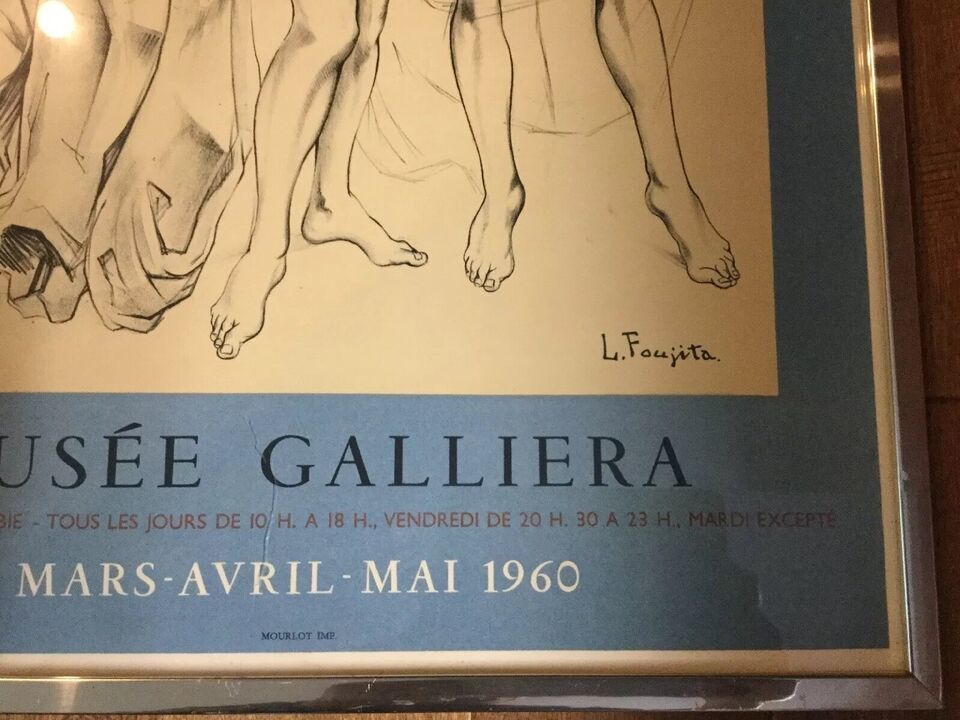 L. Foujita.
USÉE GALLIERA
BIE - TOUS LES JOURS DE 10 H. A 18 H., VENDREDI DE 20 H. 30 A 23 H., MARDI EXCEPTÉ
MARS - AVRIL - MAI 1960
MOURLOT IMP.